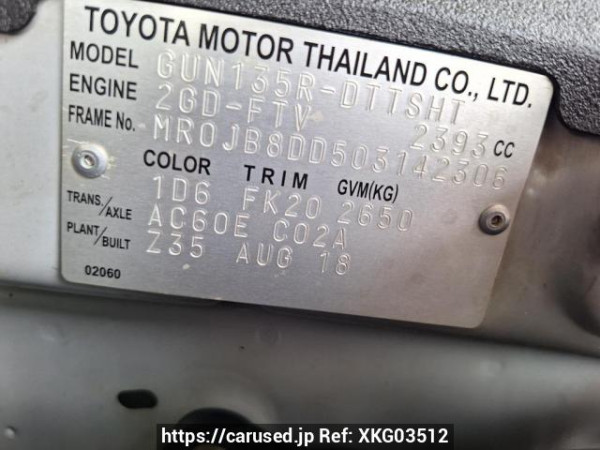 TOYOTA MOTOR THAILAND CO., LTD.
MODEL GUN135R-DTTSHT
ENGINE 2GD-FTV 2393 CC
FRAME No. MR0JB8DD503142306
COLOR TRIM GVM(KG)
1D6 FK20 2650
TRANS./AXLE AC60E C02A
PLANT/BUILT Z35 AUG 18
02060
https://carused.jp Ref: XKG03512